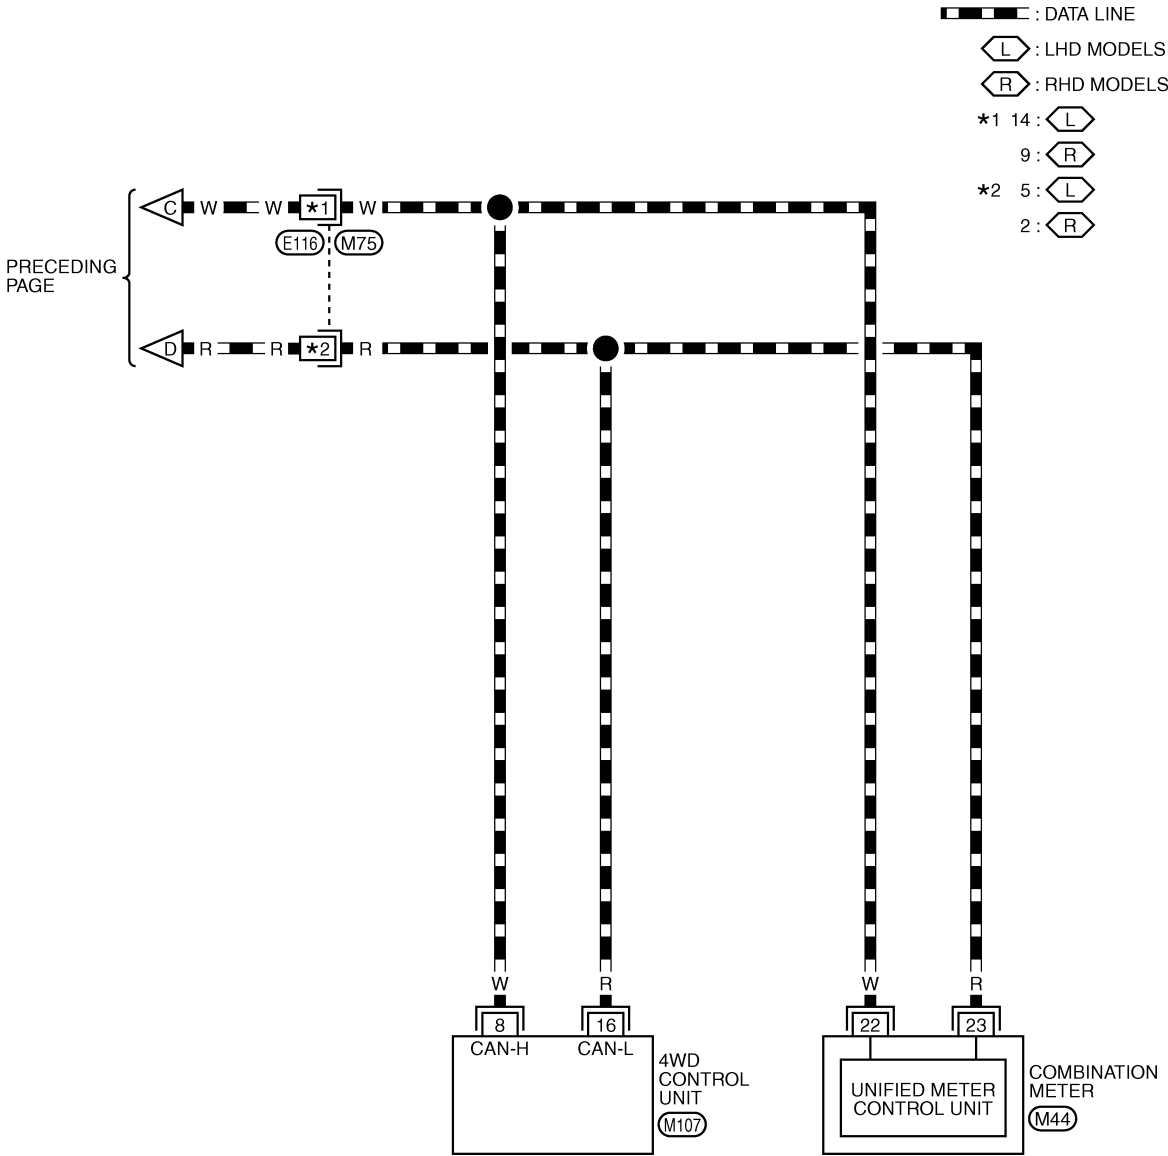 : DATA LINE
L : LHD MODELS
R : RHD MODELS
*1 14 : L
9 : R
*2 5 : L
2 : R
C W W *1 W
E116 M75
PRECEDING
PAGE
D R R *2 R
W R W R
8 16 22 23
CAN-H CAN-L
4WD
CONTROL
UNIT
M107
UNIFIED METER
CONTROL UNIT
COMBINATION
METER
M44